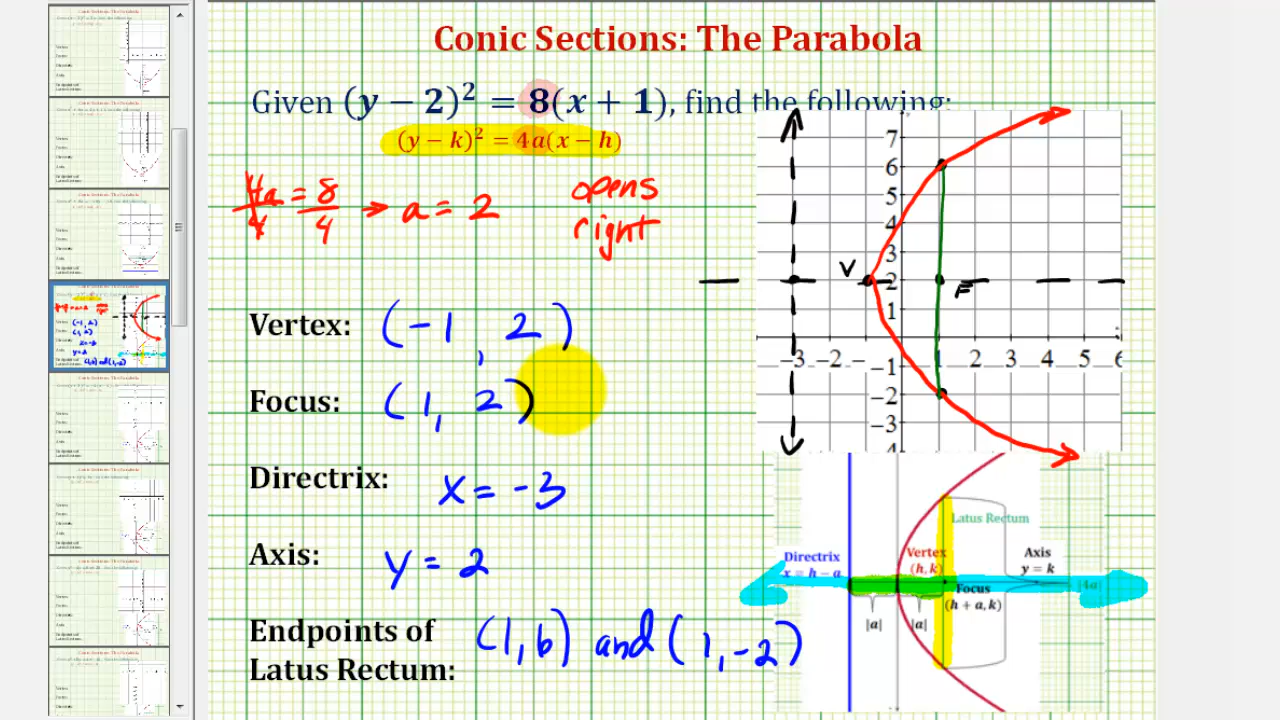 Conic Sections: The Parabola
Given (y − 2)² = 8(x + 1), find the following:
(y − k)² = 4a(x − h)
4a/4 = 8/4 → a = 2
opens
right
Vertex: (−1, 2)
Focus: (1, 2)
Directrix: x = −3
Axis: y = 2
Endpoints of
Latus Rectum: (1, 6) and (1, −2)
7
6
5
4
3
V
2
F
1
−3 −2 1 2 3 4 5 6
−1
−2
−3
Latus Rectum
Directrix
x = h − a
Vertex
(h, k)
Axis
y = k
|4a|
Focus
(h + a, k)
|a| |a|